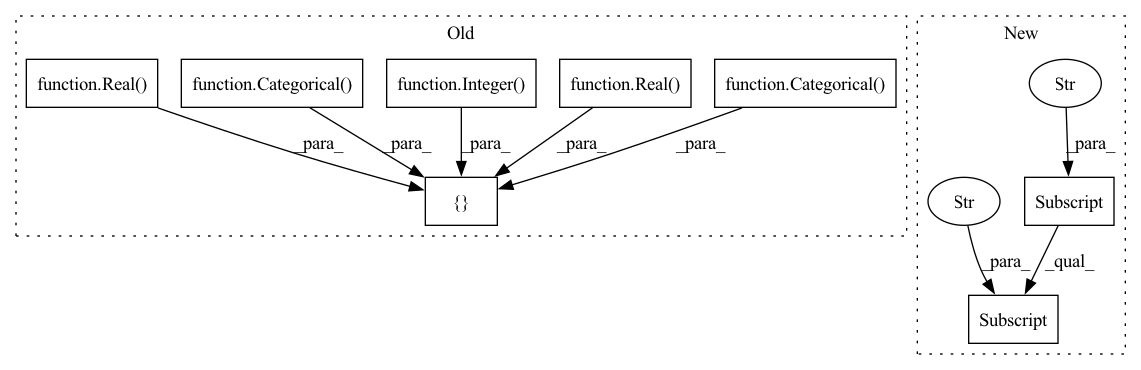 Old
New
function.Real()
function.Categorical()
function.Integer()
function.Real()
function.Categorical()
Str
_para_
_para_
_para_
_para_
_para_
_para_
{}
Str
Subscript
_para_
_qual_
Subscript